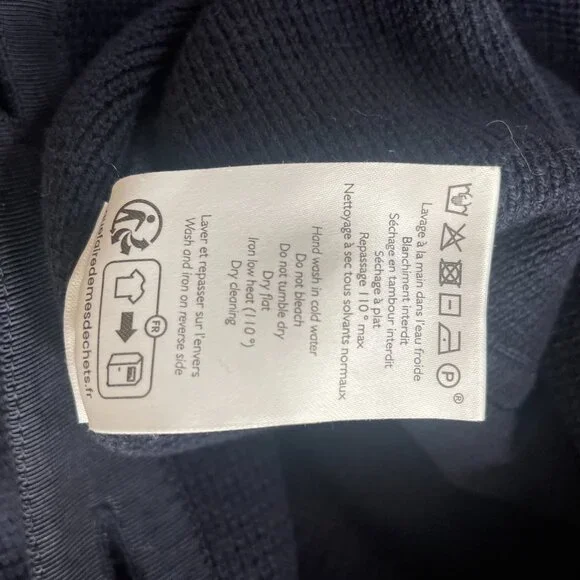 P
®
Lavage à la main dans l'eau froide
Blanchiment interdit
Séchage en tambour interdit
Séchage à plat
Repassage 110° max
Nettoyage à sec tous solvants normaux
Hand wash in cold water
Do not bleach
Do not tumble dry
Dry flat
Iron low heat (110°)
Dry cleaning
Laver et repasser sur l'envers
Wash and iron on reverse side
FR
airedemesdechets.fr